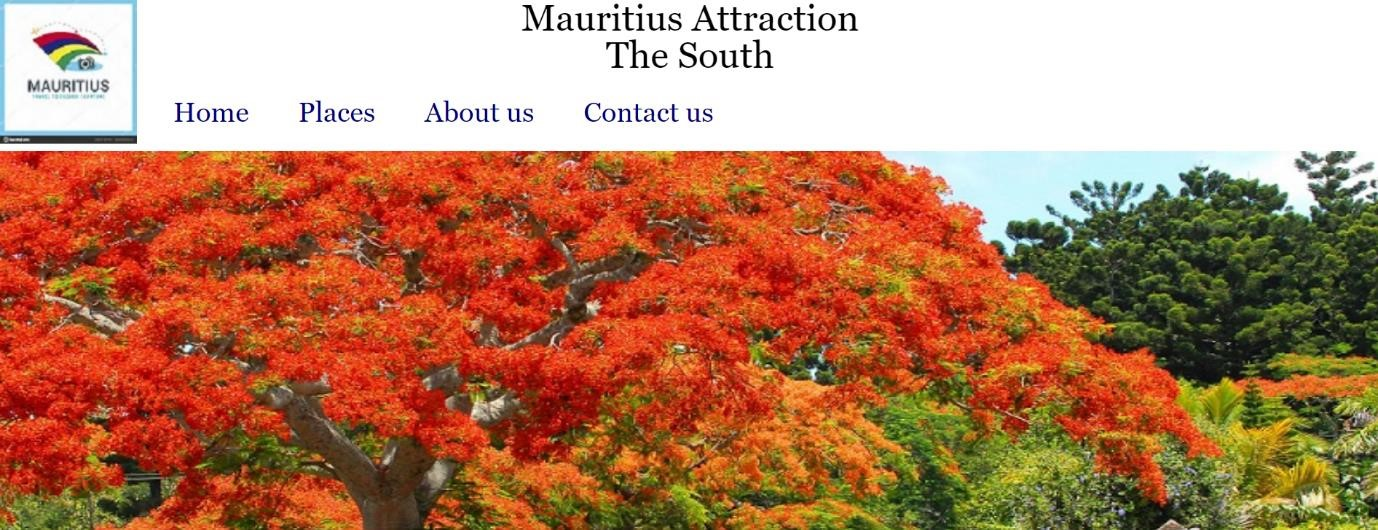 Mauritius Attraction
The South
MAURITIUS
Home Places About us Contact us